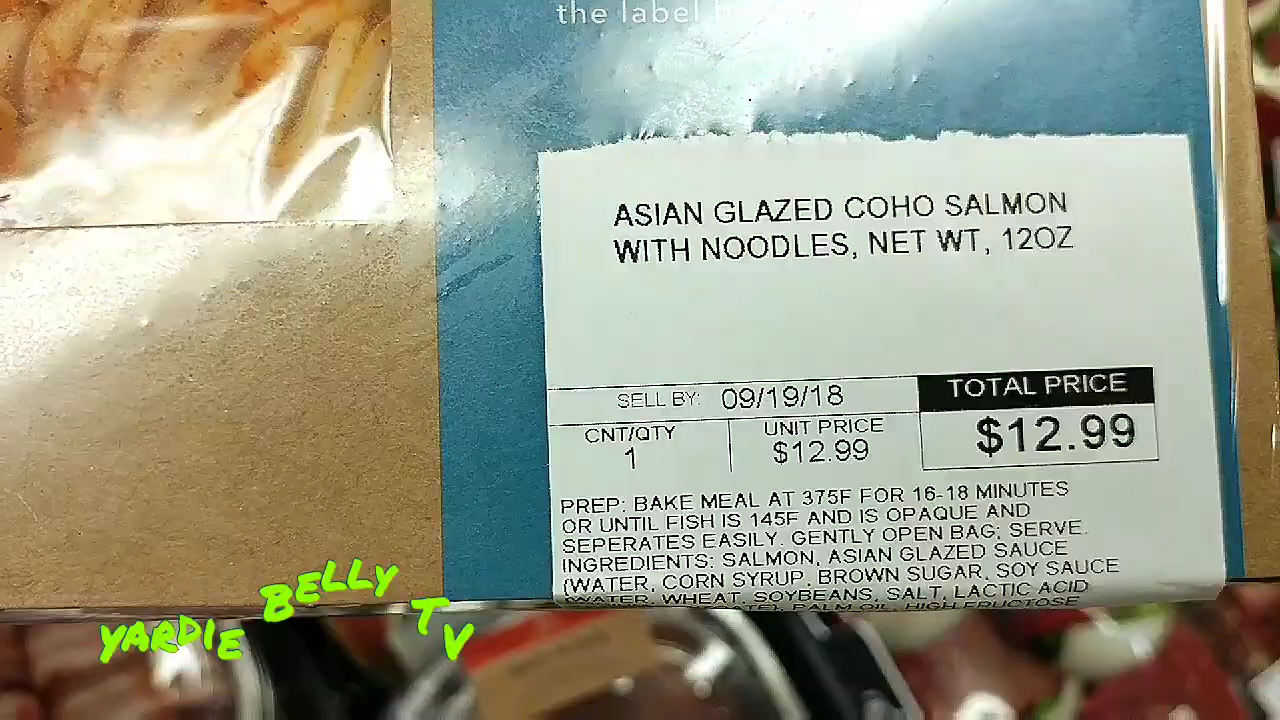 the label
ASIAN GLAZED COHO SALMON
WITH NOODLES, NET WT, 12OZ
SELL BY: 09/19/18
TOTAL PRICE
CNT/QTY
1
UNIT PRICE
$12.99
$12.99
PREP: BAKE MEAL AT 375F FOR 16-18 MINUTES
OR UNTIL FISH IS 145F AND IS OPAQUE AND
SEPERATES EASILY. GENTLY OPEN BAG; SERVE.
INGREDIENTS: SALMON, ASIAN GLAZED SAUCE
(WATER, CORN SYRUP, BROWN SUGAR, SOY SAUCE
(WATER, WHEAT, SOYBEANS, SALT, LACTIC ACID
PALM OIL, HIGH FRUCTOSE
YARDIE BELLY TV